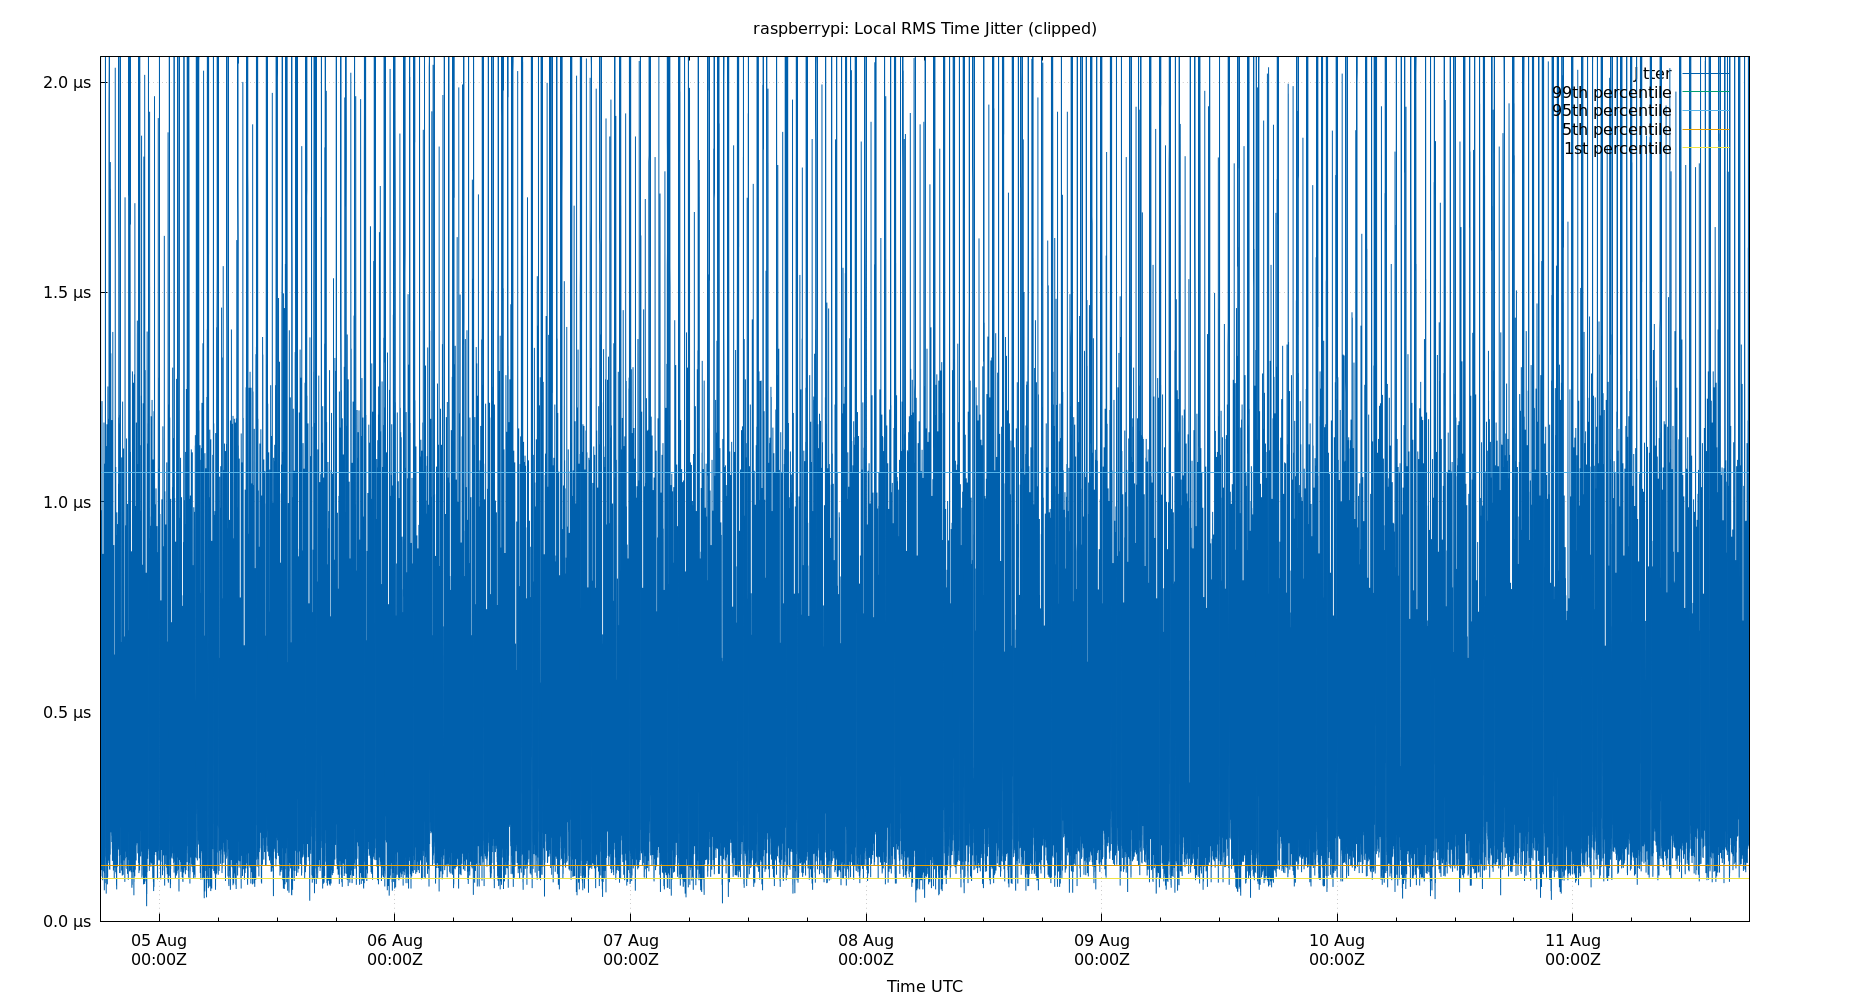 raspberrypi: Local RMS Time Jitter (clipped)
2.0 µs
1.5 µs
1.0 µs
0.5 µs
0.0 µs
jitter
99th percentile
95th percentile
5th percentile
1st percentile
05 Aug
00:00Z
06 Aug
00:00Z
07 Aug
00:00Z
08 Aug
00:00Z
09 Aug
00:00Z
10 Aug
00:00Z
11 Aug
00:00Z
Time UTC